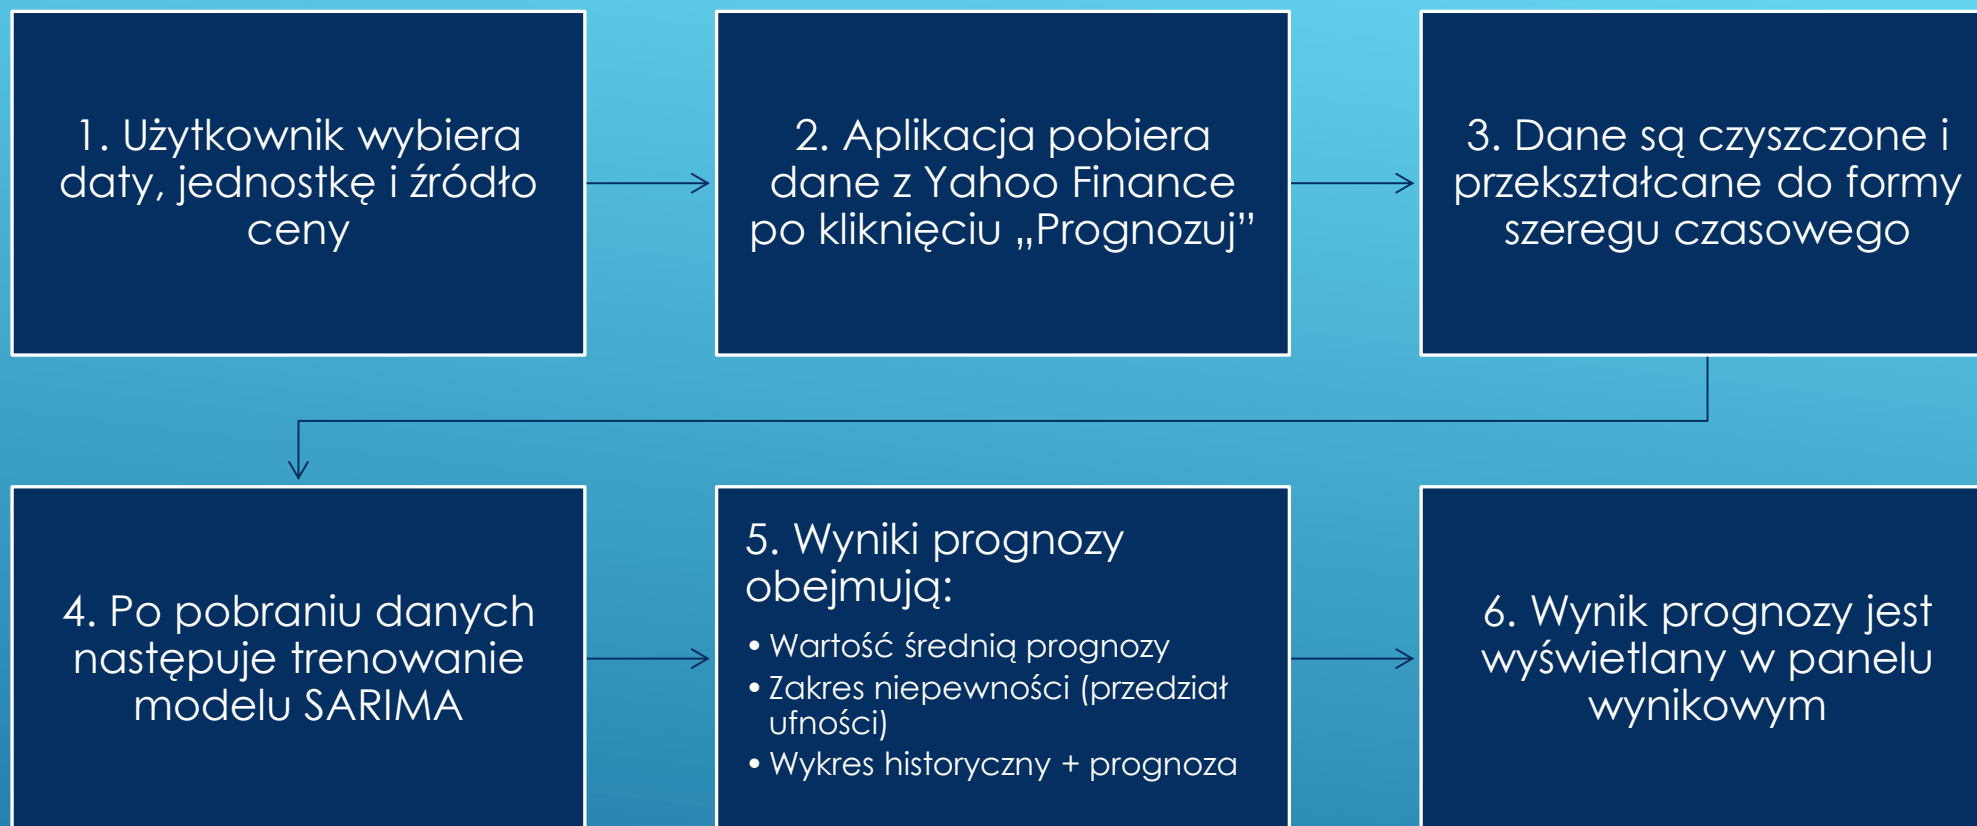 1. Użytkownik wybiera
daty, jednostkę i źródło
ceny
2. Aplikacja pobiera
dane z Yahoo Finance
po kliknięciu „Prognozuj”
3. Dane są czyszczone i
przekształcane do formy
szeregu czasowego
4. Po pobraniu danych
następuje trenowanie
modelu SARIMA
5. Wyniki prognozy
obejmują:
• Wartość średnią prognozy
• Zakres niepewności (przedział
ufności)
• Wykres historyczny + prognoza
6. Wynik prognozy jest
wyświetlany w panelu
wynikowym